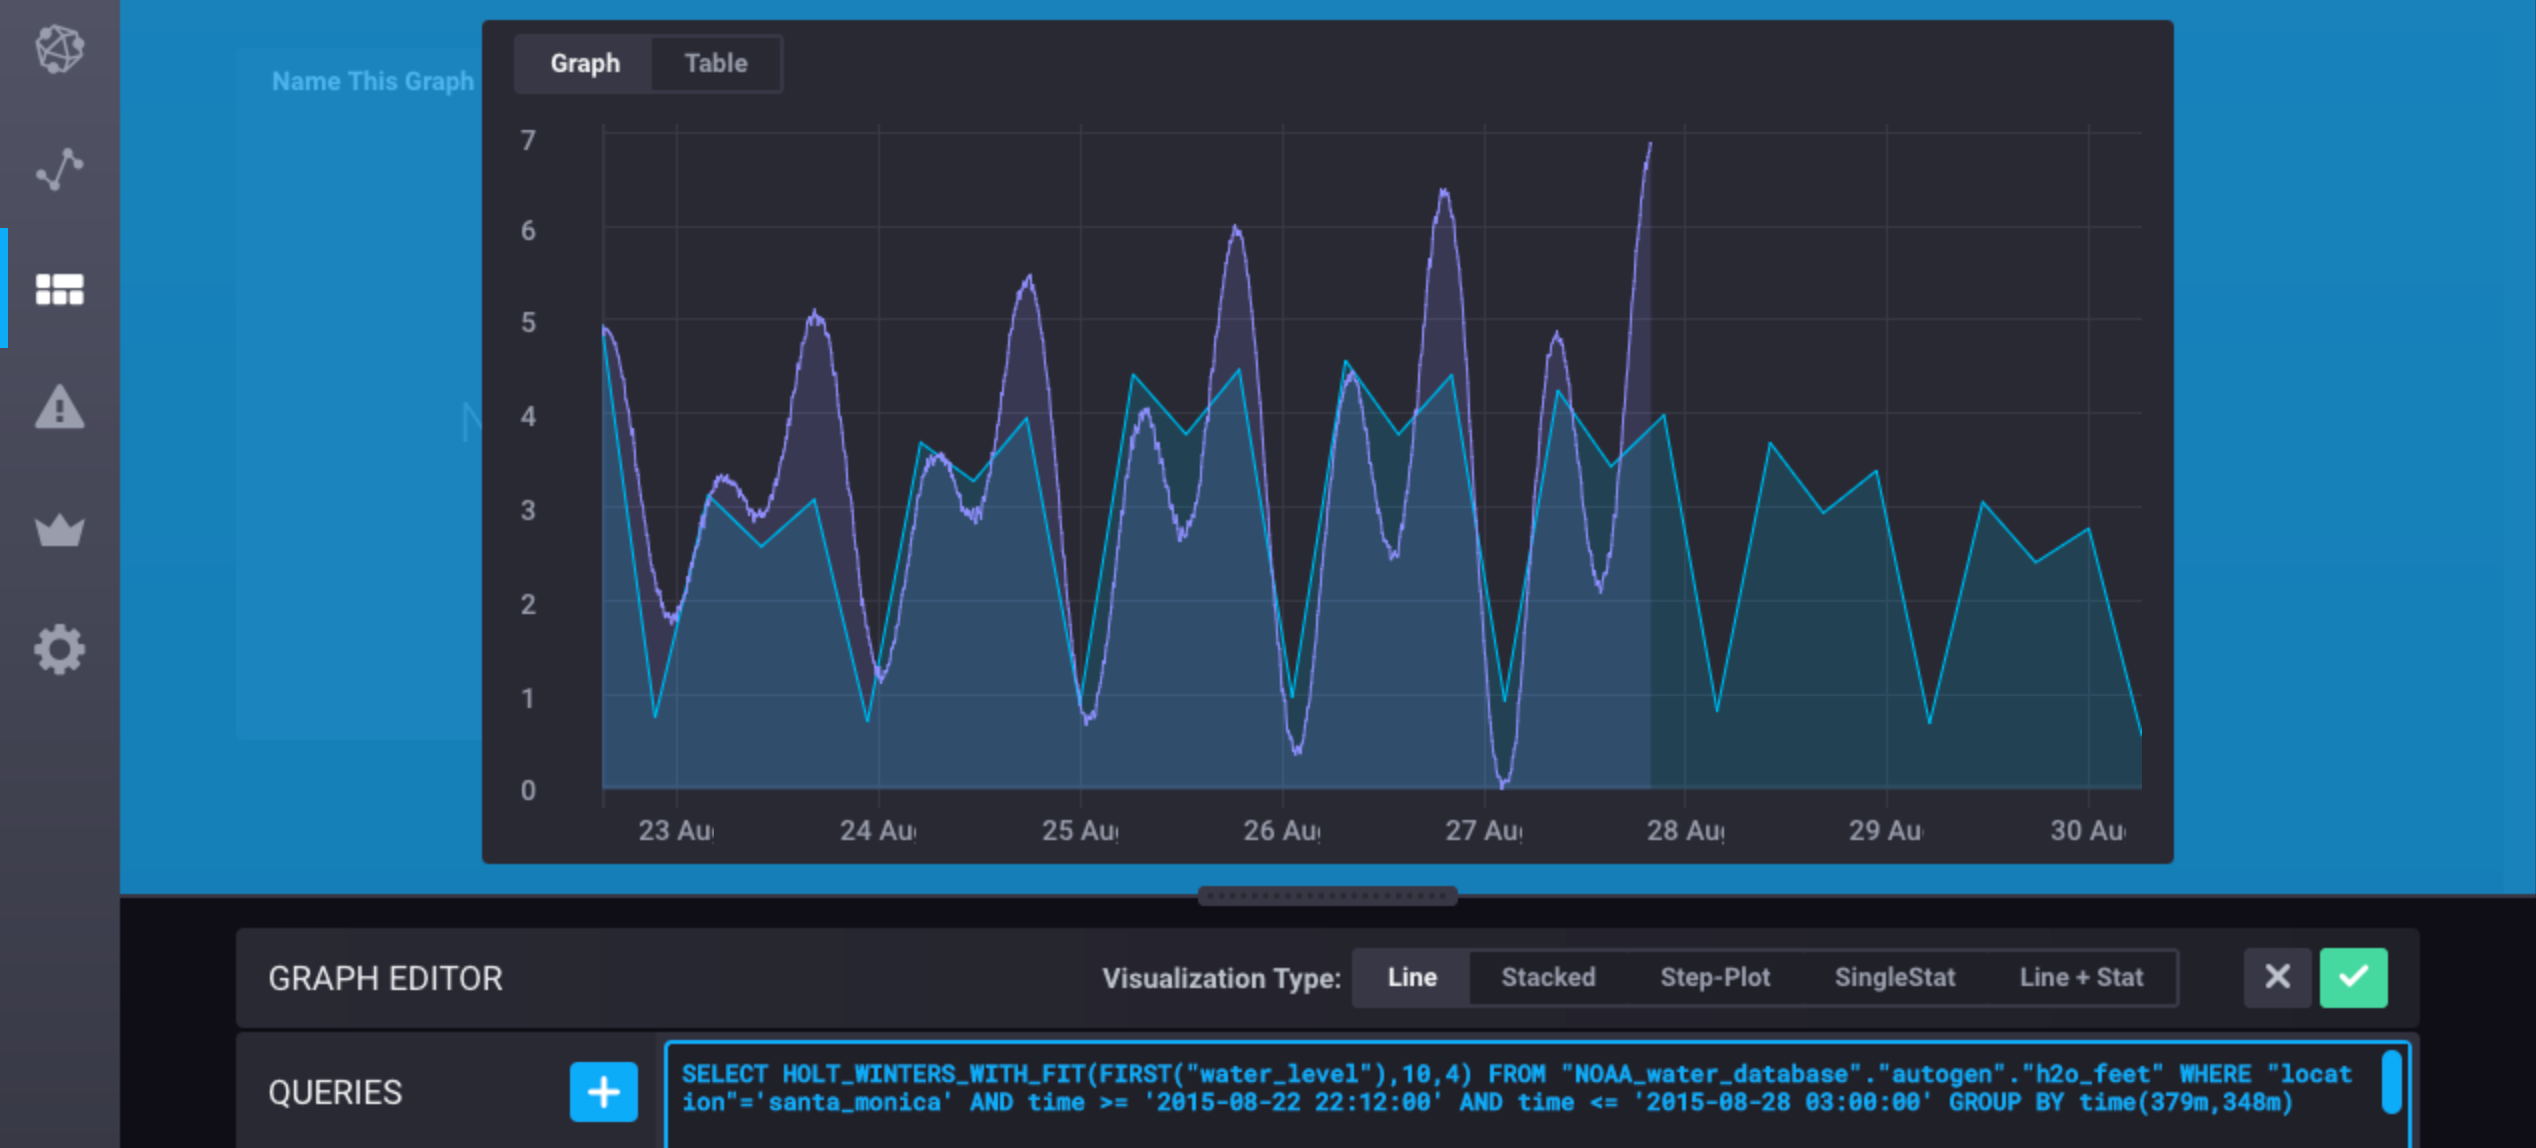 Graph Table
Name This Graph
N
7
6
5
4
3
2
1
0
23 Au 24 Au 25 Au 26 Au 27 Au 28 Au 29 Au 30 Au
GRAPH EDITOR
Visualization Type: Line Stacked Step-Plot SingleStat Line + Stat
QUERIES +
SELECT HOLT_WINTERS_WITH_FIT(FIRST("water_level"),10,4) FROM "NOAA_water_database"."autogen"."h2o_feet" WHERE "locat
ion"='santa_monica' AND time >= '2015-08-22 22:12:00' AND time <= '2015-08-28 03:00:00' GROUP BY time(379m,348m)